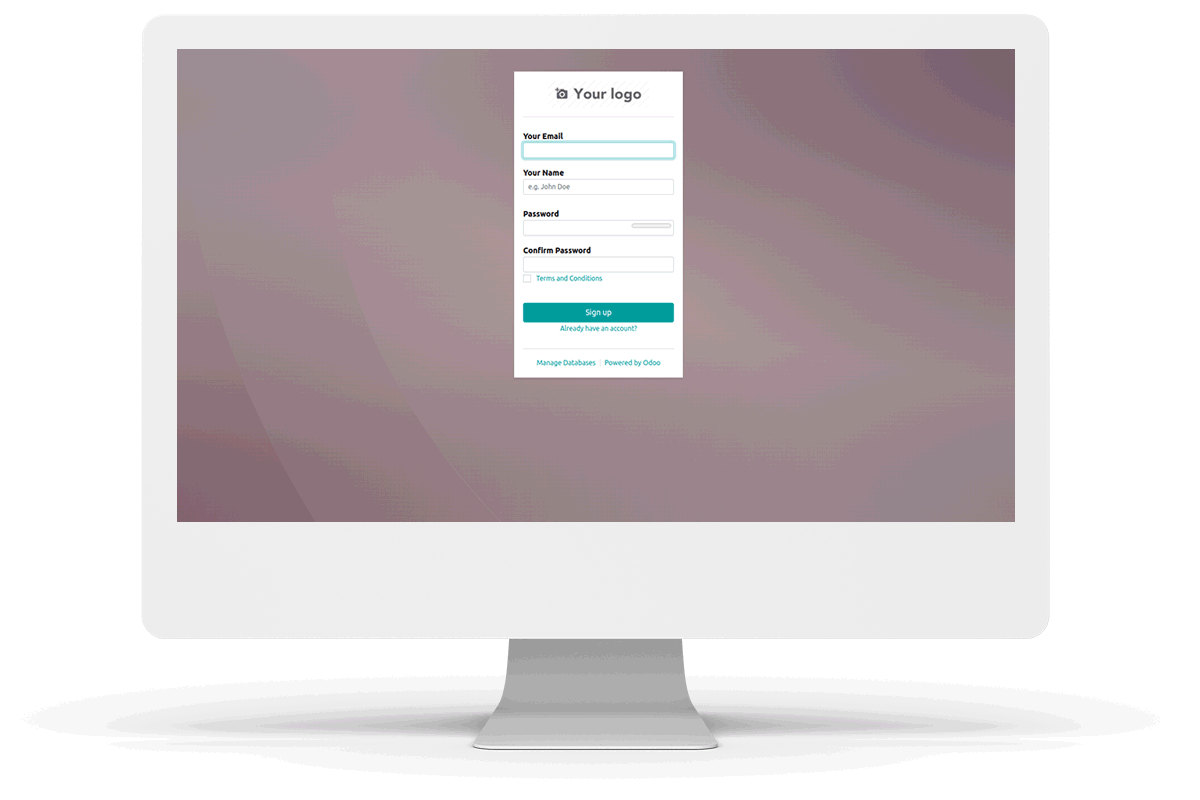 Your logo
Your Email
Your Name
e.g. John Doe
Password
Confirm Password
Terms and Conditions
Sign up
Already have an account?
Manage Databases | Powered by Odoo